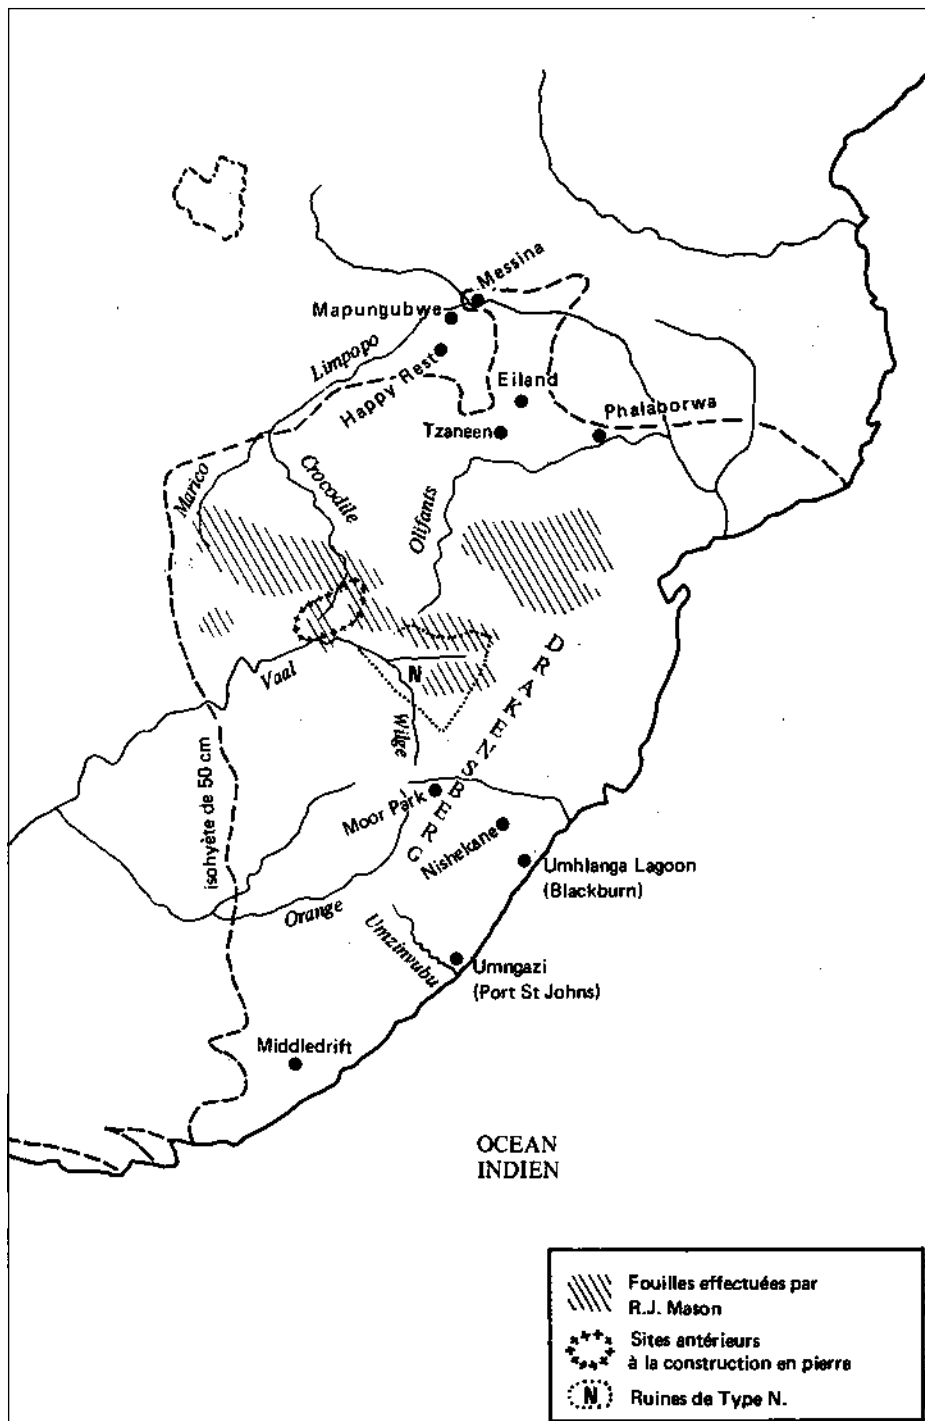 Messina
Mapungubwe
Limpopo
Happy Rest
Eiland
Phalaborwa
Tzaneen
Marico
Crocodile
Olifants
DRAKENSBERG
Vaal
N
Wilge
isohyète de 50 cm
Moor Park
Nishekane
Umhlanga Lagoon
(Blackburn)
Orange
Umzimvubu
Umngazi
(Port St Johns)
Middledrift
OCEAN
INDIEN
Fouilles effectuées par
R.J. Mason
Sites antérieurs
à la construction en pierre
N
Ruines de Type N.